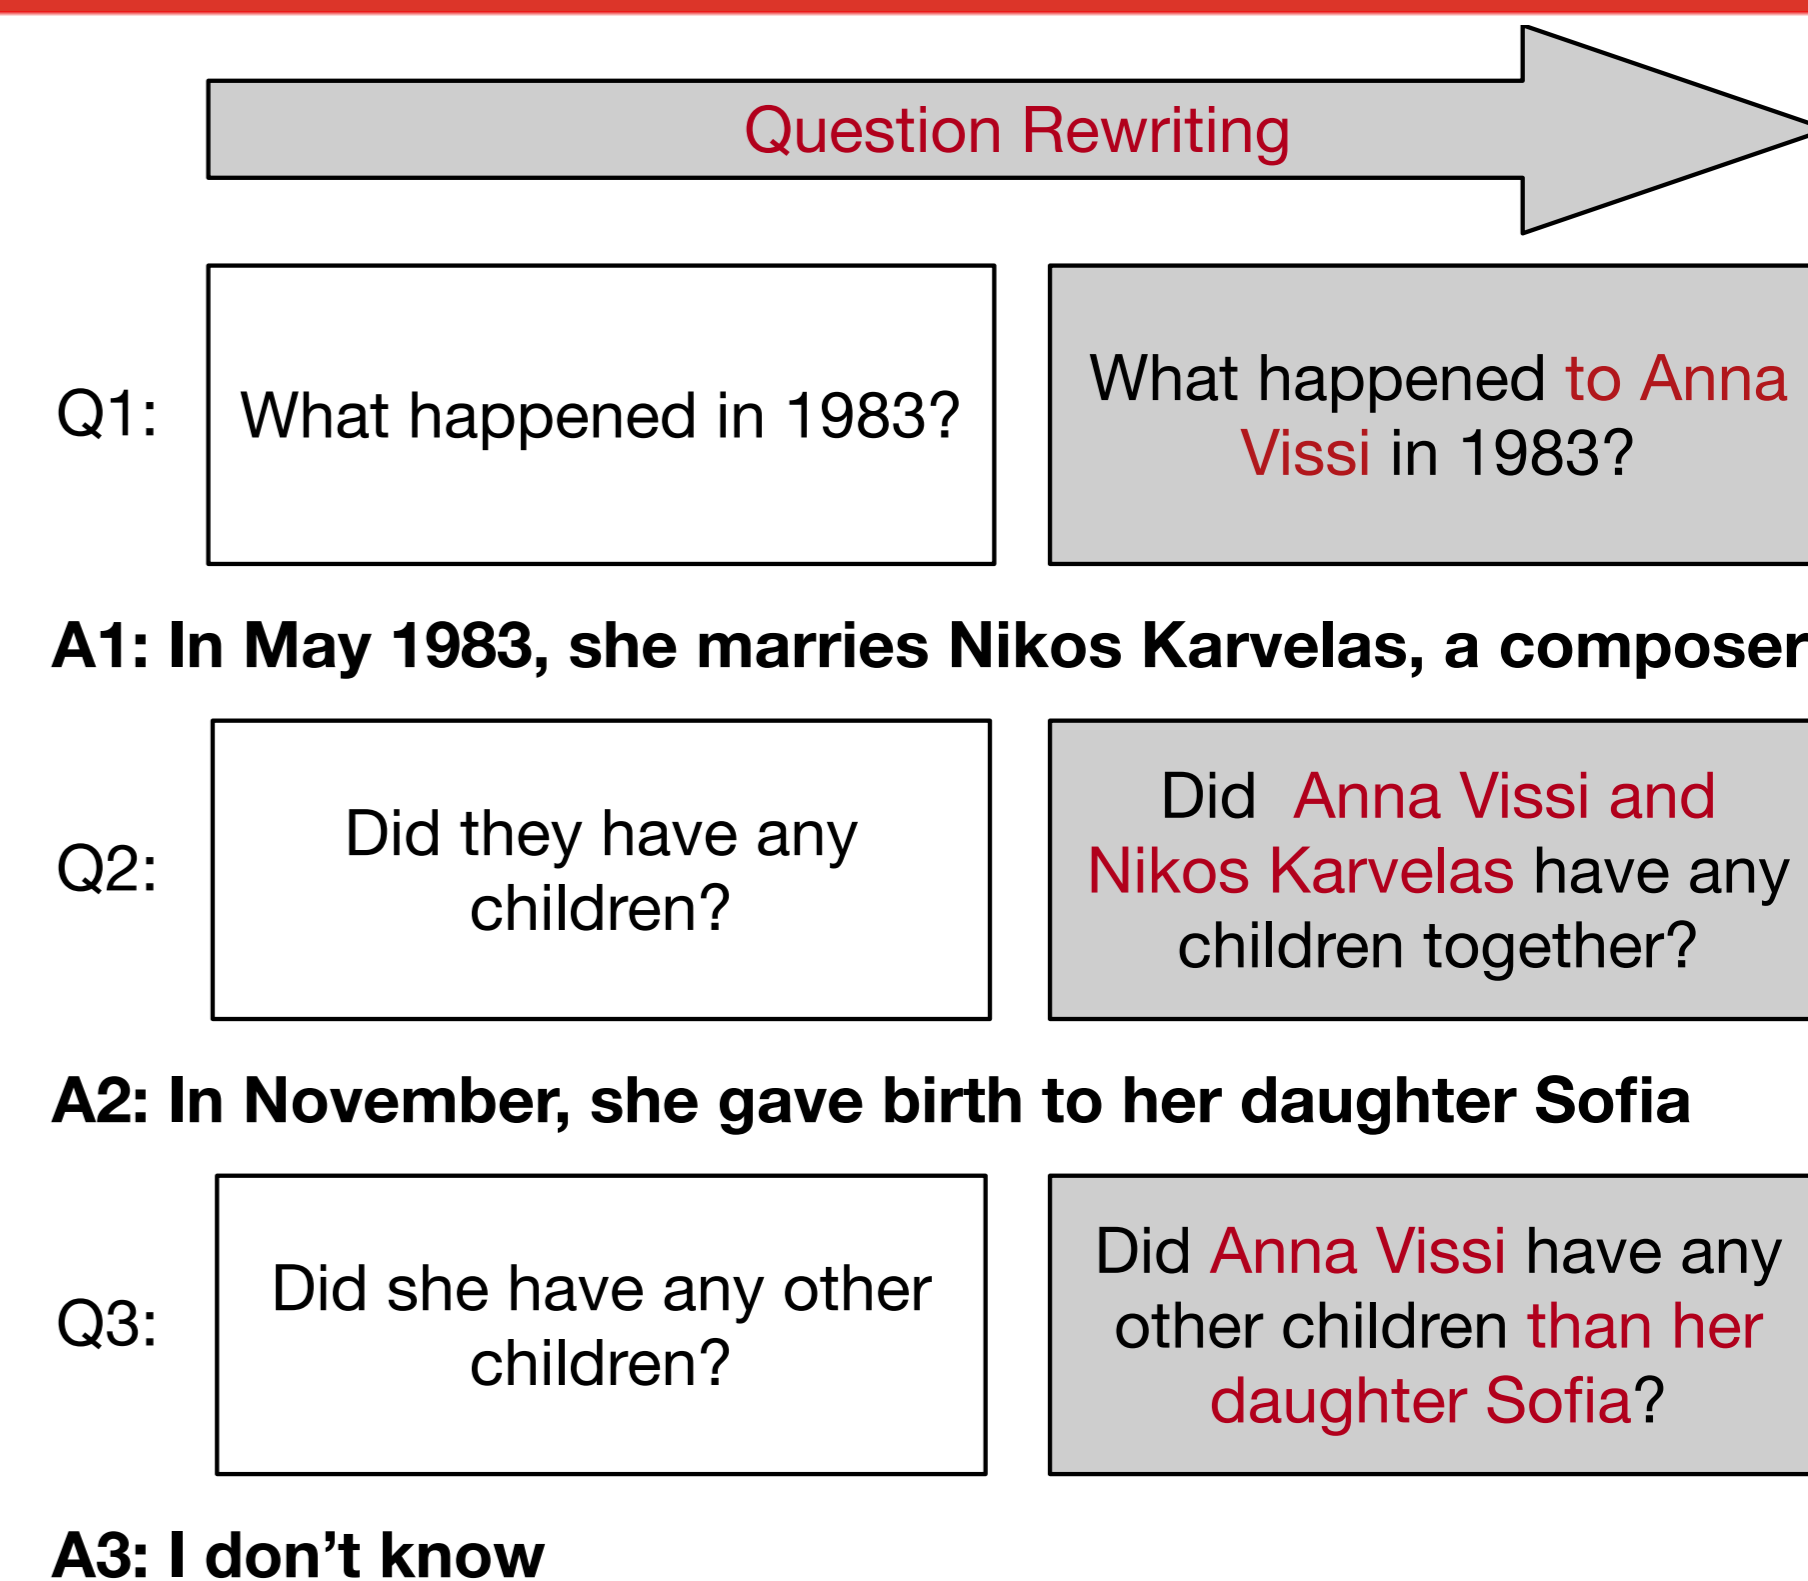 Question Rewriting
Q1:
What happened in 1983?
What happened to Anna
Vissi in 1983?
A1: In May 1983, she marries Nikos Karvelas, a composer
Q2:
Did they have any
children?
Did Anna Vissi and
Nikos Karvelas have any
children together?
A2: In November, she gave birth to her daughter Sofia
Q3:
Did she have any other
children?
Did Anna Vissi have any
other children than her
daughter Sofia?
A3: I don’t know